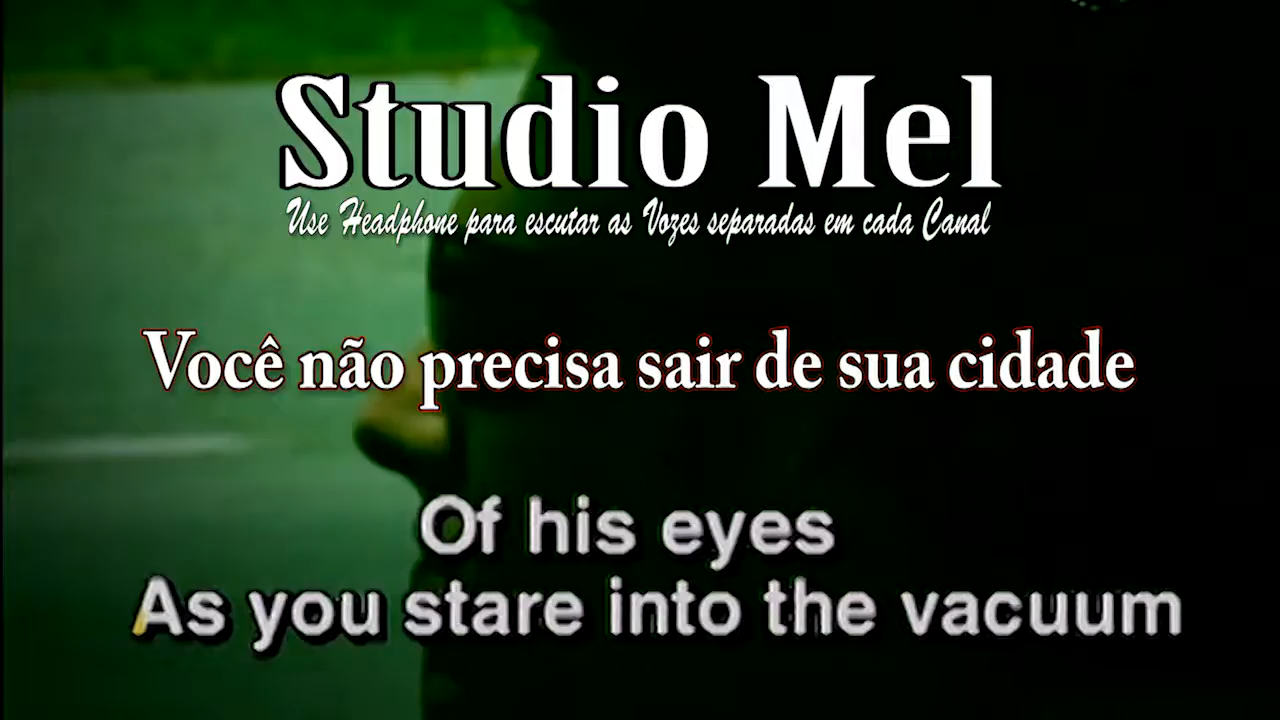 Studio Mel
Use Headphone para escutar as Vozes separadas em cada Canal
Você não precisa sair de sua cidade
Of his eyes
As you stare into the vacuum